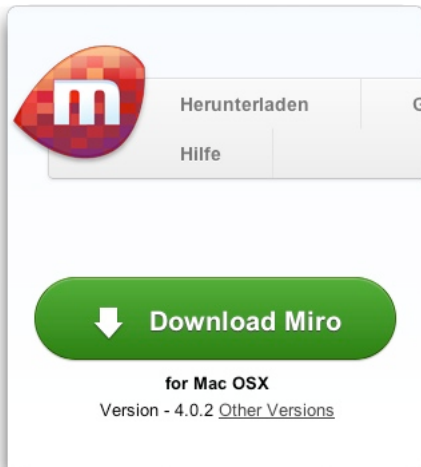 m
Herunterladen
G
Hilfe
Download Miro
for Mac OSX
Version - 4.0.2 Other Versions